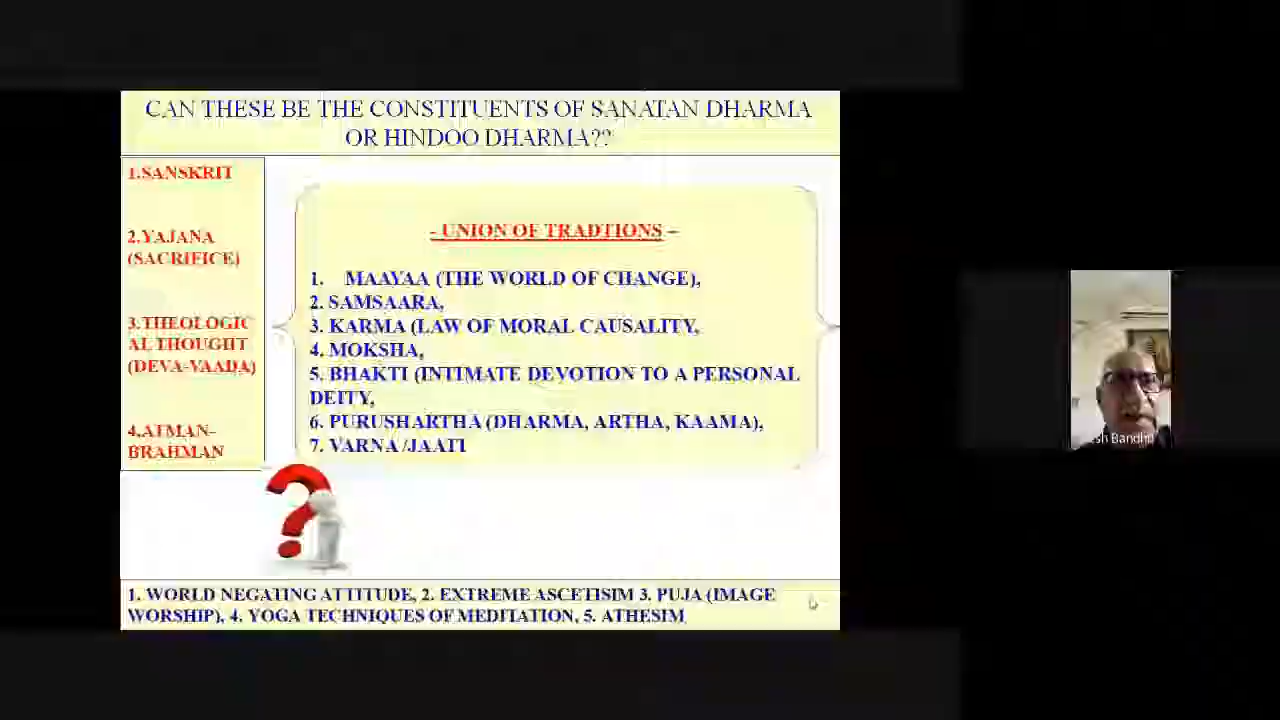 CAN THESE BE THE CONSTITUENTS OF SANATAN DHARMA
OR HINDOO DHARMA??
1.SANSKRIT
2.YAJANA
(SACRIFICE)
3.THEOLOGIC
AL THOUGHT
(DEVA-VAADA)
4.ATMAN-
BRAHMAN
- UNION OF TRADTIONS –
1. MAAYAA (THE WORLD OF CHANGE),
2. SAMSAARA,
3. KARMA (LAW OF MORAL CAUSALITY,
4. MOKSHA,
5. BHAKTI (INTIMATE DEVOTION TO A PERSONAL
DEITY,
6. PURUSHARTHA (DHARMA, ARTHA, KAAMA),
7. VARNA/JAATI
1. WORLD NEGATING ATTITUDE, 2. EXTREME ASCETISIM 3. PUJA (IMAGE
WORSHIP), 4. YOGA TECHNIQUES OF MEDITATION, 5. ATHESIM
esh Bandhu